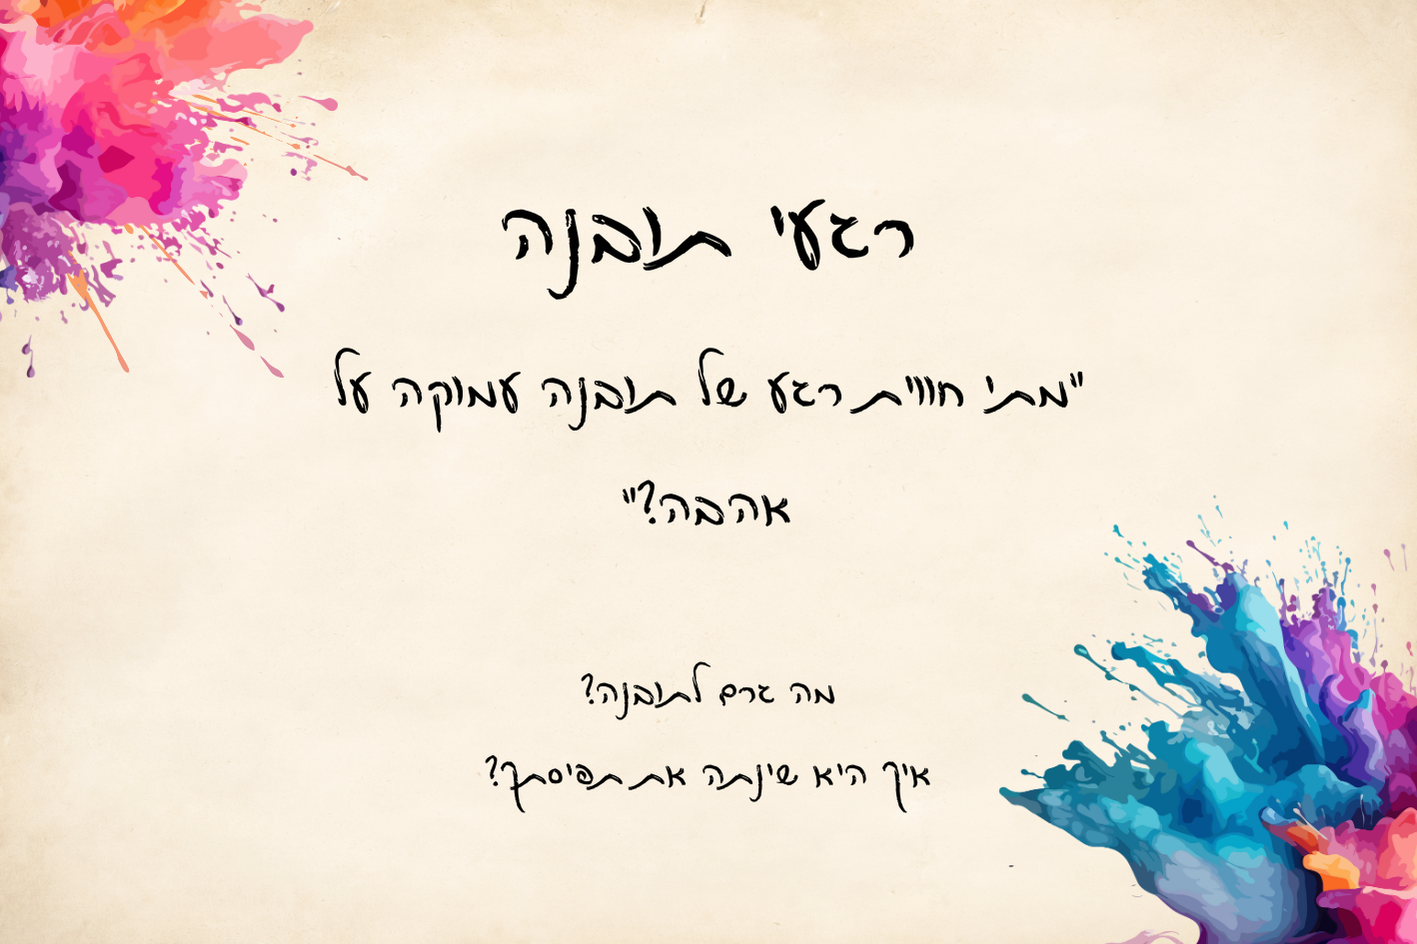 רגעי תובנה
"מתי חווית רגע של תובנה עמוקה על
אהבה?"
מה גרם לתובנה?
איך היא שינתה את תפיסתך?